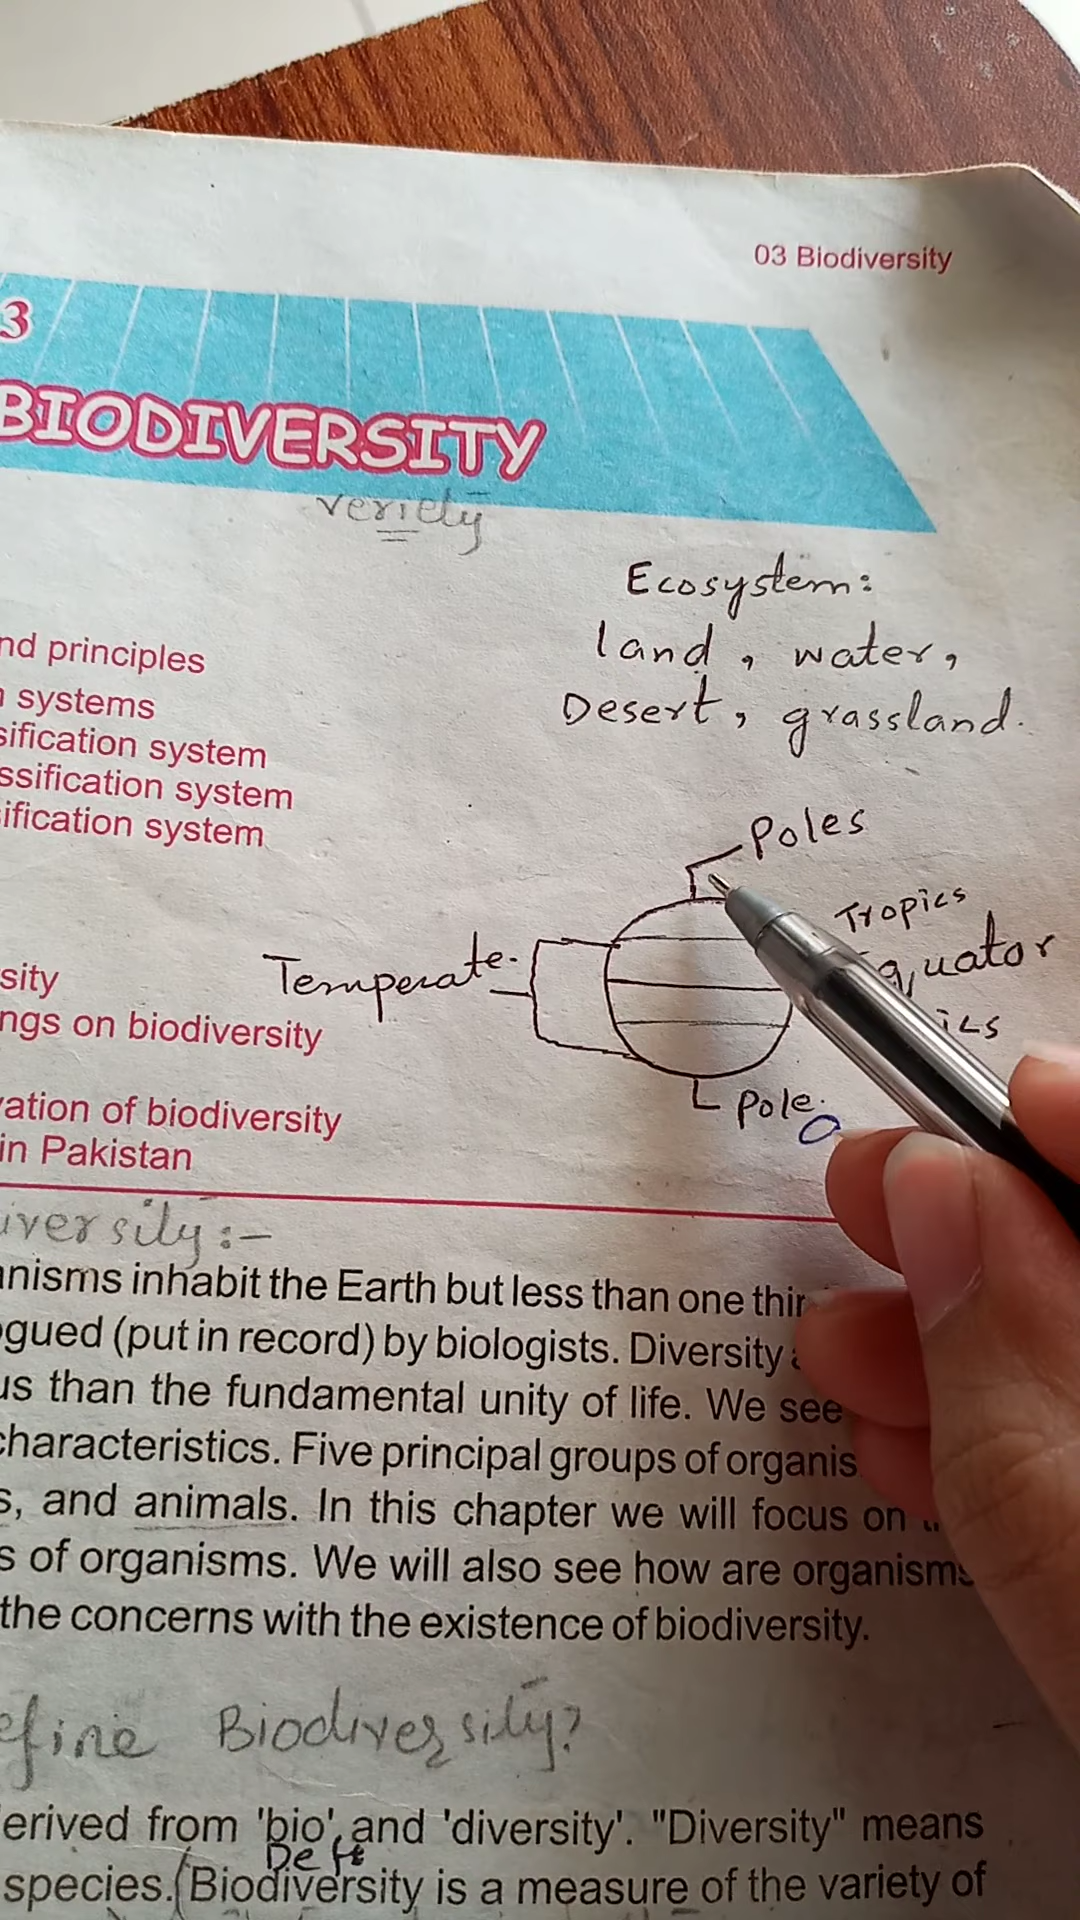 03 Biodiversity
3
BIODIVERSITY
veriety
Ecosystem:
land, water,
Desert, grassland.
nd principles
systems
sification system
ssification system
ification system
Poles
Tropics
Temperate.
Equator
ics
sity
ngs on biodiversity
Pole.
vation of biodiversity
in Pakistan
iversity:-
anisms inhabit the Earth but less than one thir
ogued (put in record) by biologists. Diversity
us than the fundamental unity of life. We see
characteristics. Five principal groups of organis
s, and animals. In this chapter we will focus on
s of organisms. We will also see how are organisms
the concerns with the existence of biodiversity.
efine Biodiversity?
erived from 'bio' and 'diversity'. "Diversity" means
Def
species. (Biodiversity is a measure of the variety of